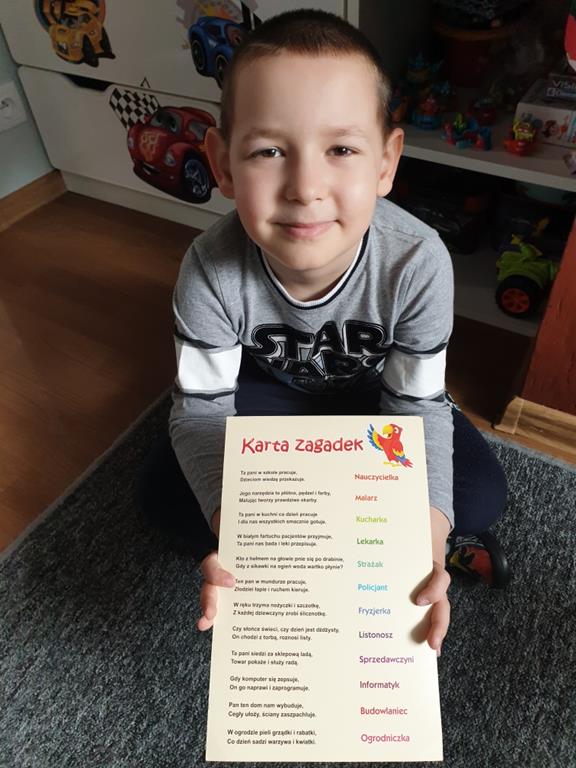 STAR
WARS
Karta zagadek
Ta pani w szkole pracuje,
Dzieciom wiedzę przekazuje.
Nauczycielka
Jego narzędzia to płótno, pędzel i farby,
Malując tworzy prawdziwe skarby.
Malarz
Ta pani w kuchni co dzień pracuje
I dla nas wszystkich smacznie gotuje.
Kucharka
W białym fartuchu pacjentów przyjmuje,
Ta pani nas bada i leki przepisuje.
Lekarka
Kto z hełmem na głowie pnie się po drabinie,
Gdy z sikawki na ogień woda wartko płynie?
Strażak
Ten pan w mundurze pracuje,
Złodziei łapie i ruchem kieruje.
Policjant
W ręku trzyma nożyczki i szczotkę,
Z każdej dziewczyny zrobi ślicznotkę.
Fryzjerka
Czy słońce świeci, czy dzień jest dżdżysty,
On chodzi z torbą, roznosi listy.
Listonosz
Ta pani siedzi za sklepową ladą,
Towar pokaże i służy radą.
Sprzedawczyni
Gdy komputer się zepsuje,
On go naprawi i zaprogramuje.
Informatyk
Pan ten dom nam wybuduje,
Cegły ułoży, ściany zaszpachluje.
Budowlaniec
W ogrodzie pieli grządki i rabatki,
Co dzień sadzi warzywa i kwiatki.
Ogrodniczka